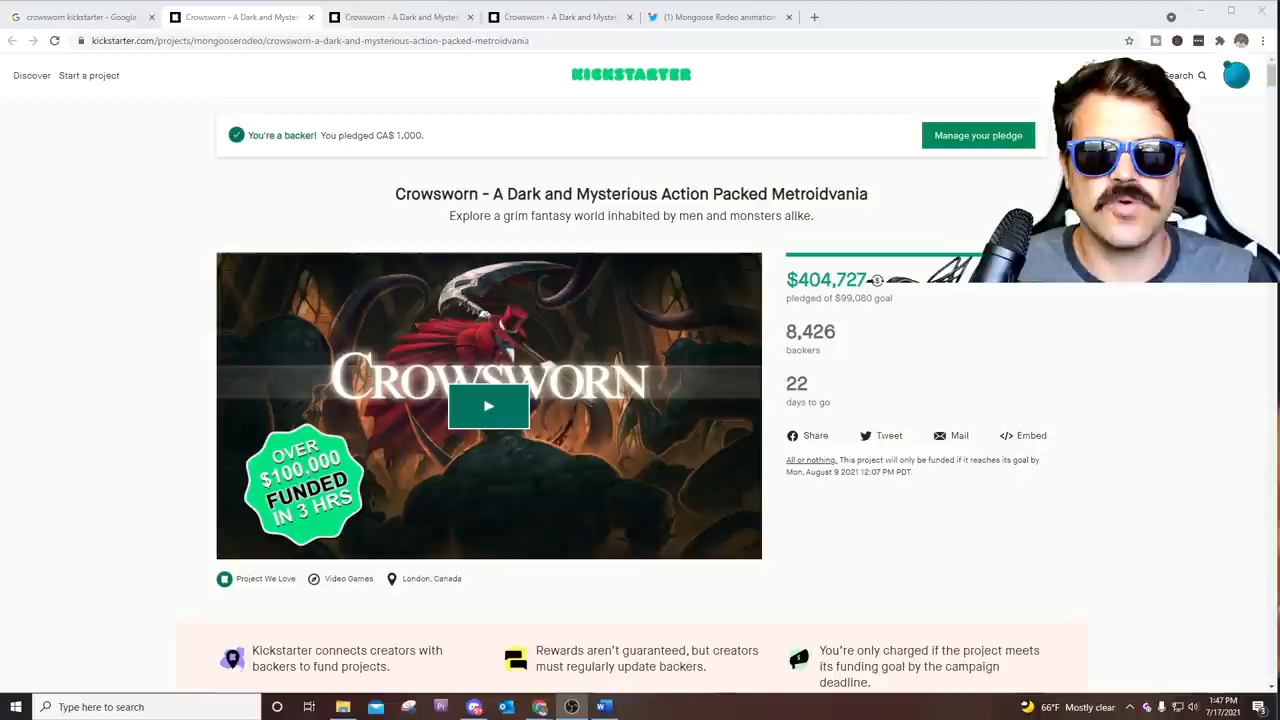 crowsworn kickstarter - Google
Crowsworn - A Dark and Myster
Crowsworn - A Dark and Myster
Crowsworn - A Dark and Myster
(1) Mongoose Rodeo animation
kickstarter.com/projects/mongooserodeo/crowsworn-a-dark-and-mysterious-action-packed-metroidvania
Discover Start a project
KICKSTARTER
Search
You're a backer! You pledged CA$ 1,000.
Manage your pledge
Crowsworn - A Dark and Mysterious Action Packed Metroidvania
Explore a grim fantasy world inhabited by men and monsters alike.
CROWSWORN
OVER
$100,000
FUNDED
IN 3 HRS
$404,727
pledged of $99,080 goal
8,426
backers
22
days to go
Share Tweet Mail Embed
All or nothing. This project will only be funded if it reaches its goal by
Mon, August 9 2021 12:07 PM PDT.
Project We Love Video Games London, Canada
Kickstarter connects creators with
backers to fund projects.
Rewards aren't guaranteed, but creators
must regularly update backers.
You're only charged if the project meets
its funding goal by the campaign
deadline.
Type here to search
66°F Mostly clear
1:47 PM
7/17/2021